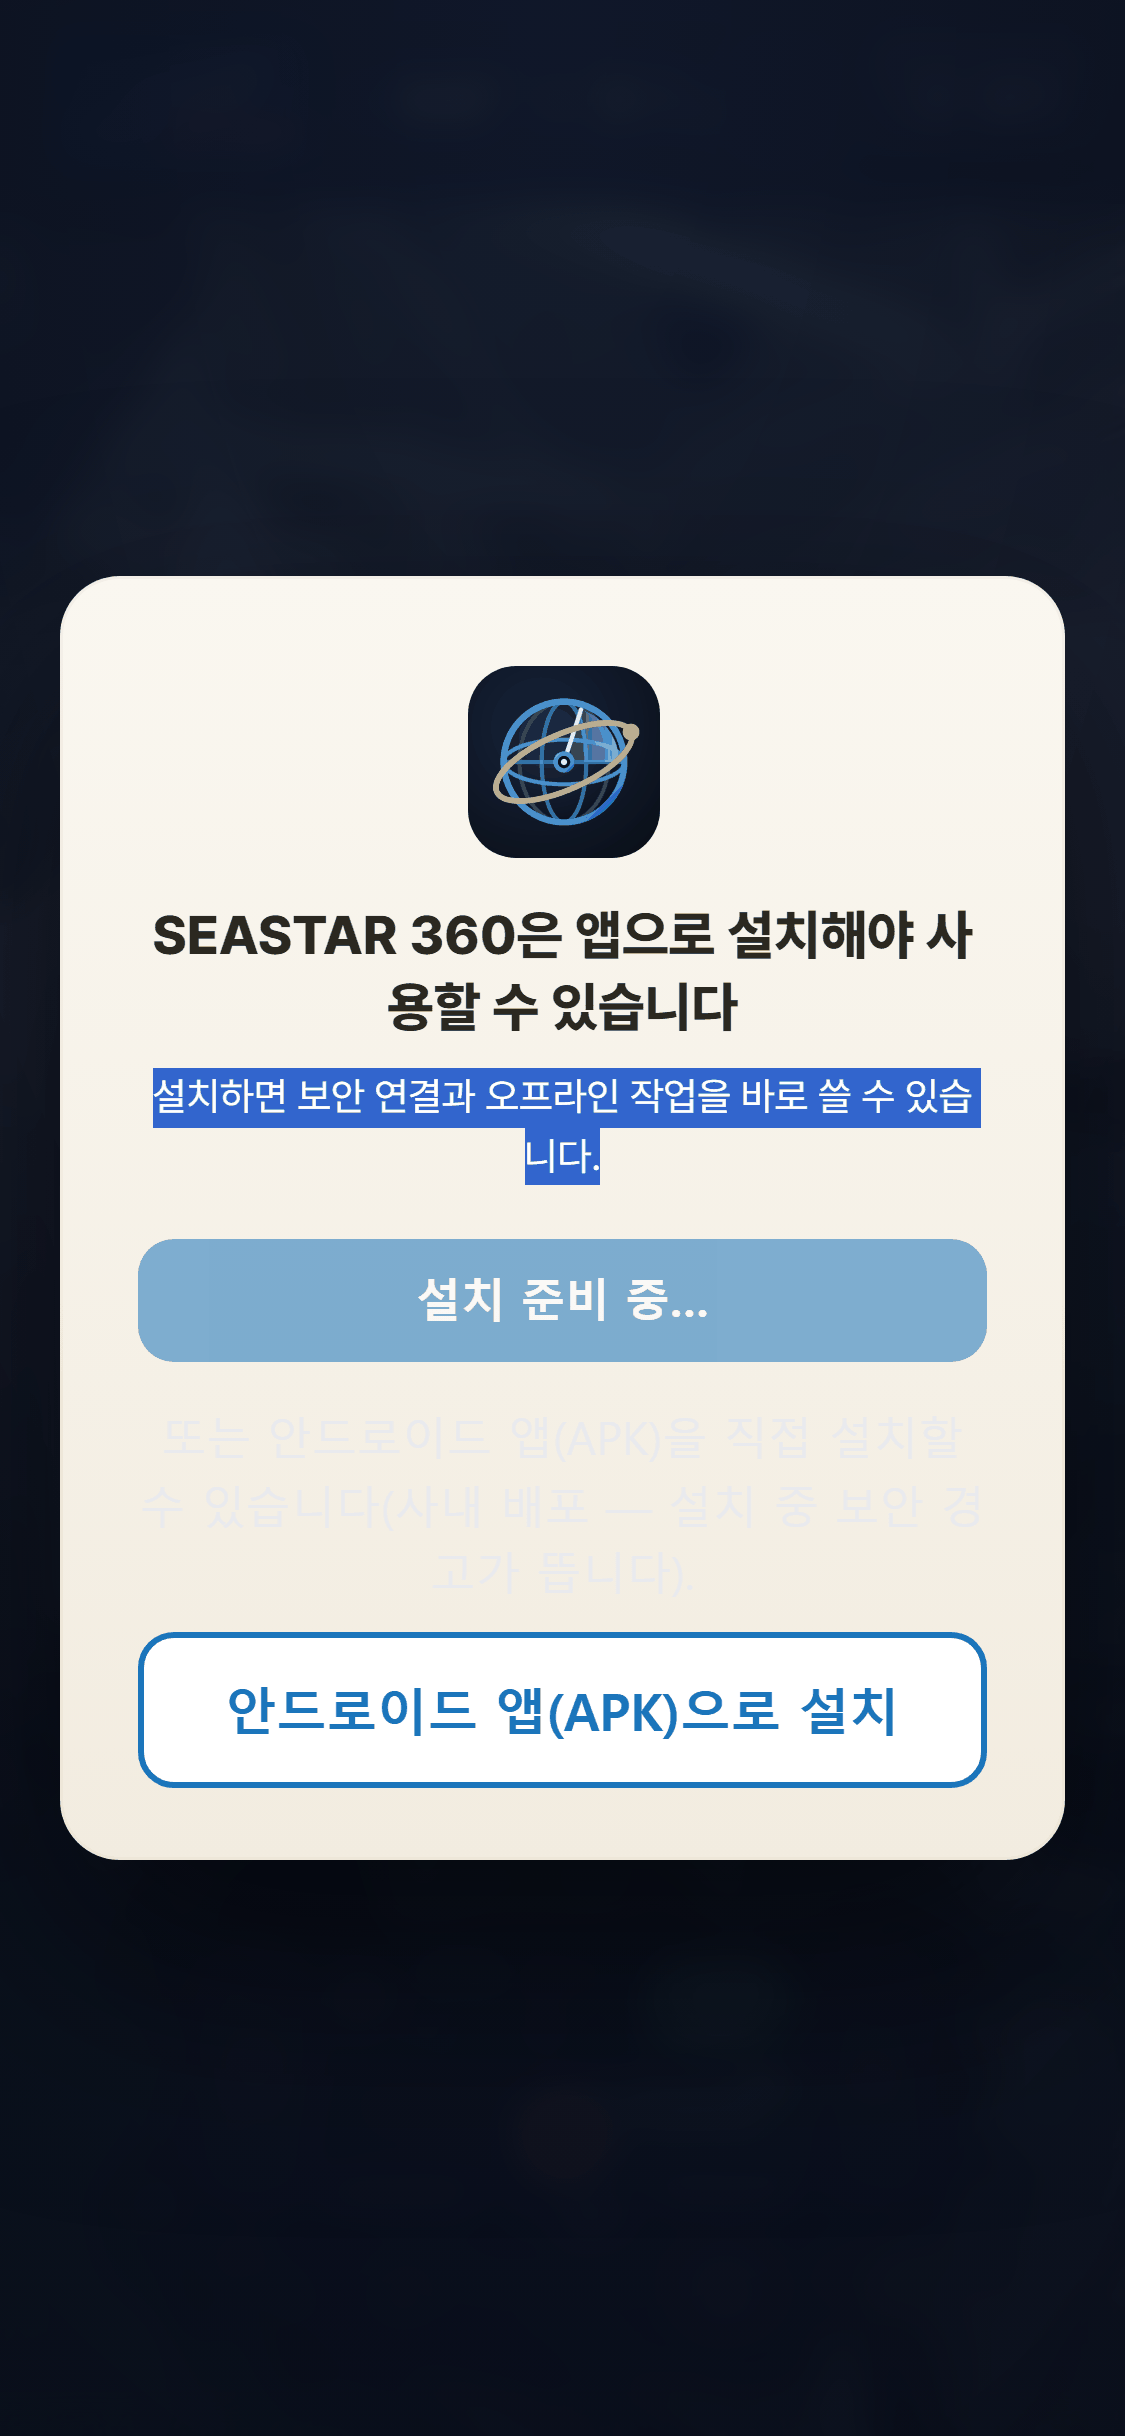 SEASTAR 360은 앱으로 설치해야 사
용할 수 있습니다
설치하면 보안 연결과 오프라인 작업을 바로 쓸 수 있습
니다.
설치 준비 중...
또는 안드로이드 앱(APK)을 직접 설치할
수 있습니다(사내 배포 — 설치 중 보안 경
고가 뜹니다).
안드로이드 앱(APK)으로 설치